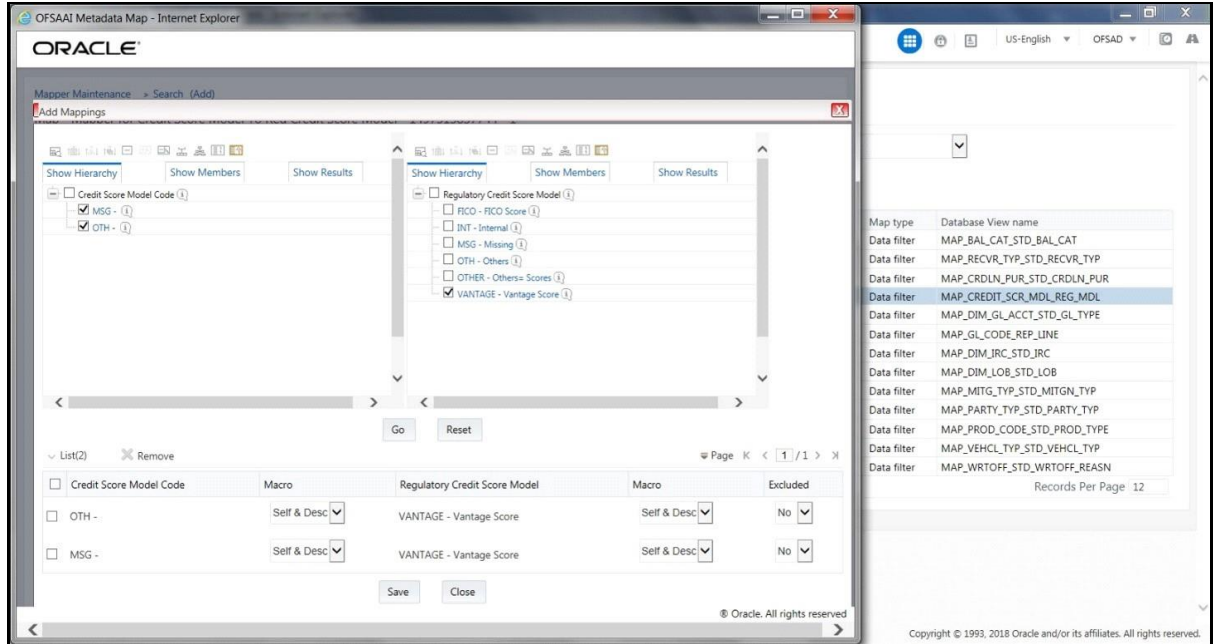 OFSAAI Metadata Map - Internet Explorer
ORACLE
US-English
OFSAD
Mapper Maintenance > Search (Add)
Add Mappings
Show Hierarchy Show Members Show Results
Credit Score Model Code
MSG -
OTH -
Show Hierarchy Show Members Show Results
Regulatory Credit Score Model
FICO - FICO Score
INT - Internal
MSG - Missing
OTH - Others
OTHER - Others= Scores
VANTAGE - Vantage Score
Go Reset
List(2) Remove
Page 1 / 1
Credit Score Model Code Macro Regulatory Credit Score Model Macro Excluded
OTH - Self & Desc VANTAGE - Vantage Score Self & Desc No
MSG - Self & Desc VANTAGE - Vantage Score Self & Desc No
Save Close
® Oracle. All rights reserved
Map type Database View name
Data filter MAP_BAL_CAT_STD_BAL_CAT
Data filter MAP_RECVR_TYP_STD_RECVR_TYP
Data filter MAP_CRDLN_PUR_STD_CRDLN_PUR
Data filter MAP_CREDIT_SCR_MDL_REG_MDL
Data filter MAP_DIM_GL_ACCT_STD_GL_TYPE
Data filter MAP_GL_CODE_REP_LINE
Data filter MAP_DIM_IRC_STD_IRC
Data filter MAP_DIM_LOB_STD_LOB
Data filter MAP_MITG_TYP_STD_MITGN_TYP
Data filter MAP_PARTY_TYP_STD_PARTY_TYP
Data filter MAP_PROD_CODE_STD_PROD_TYPE
Data filter MAP_VEHCL_TYP_STD_VEHCL_TYP
Data filter MAP_WRTOFF_STD_WRTOFF_REASN
Records Per Page 12
Copyright © 1993, 2018 Oracle and/or its affiliates. All rights reserved.